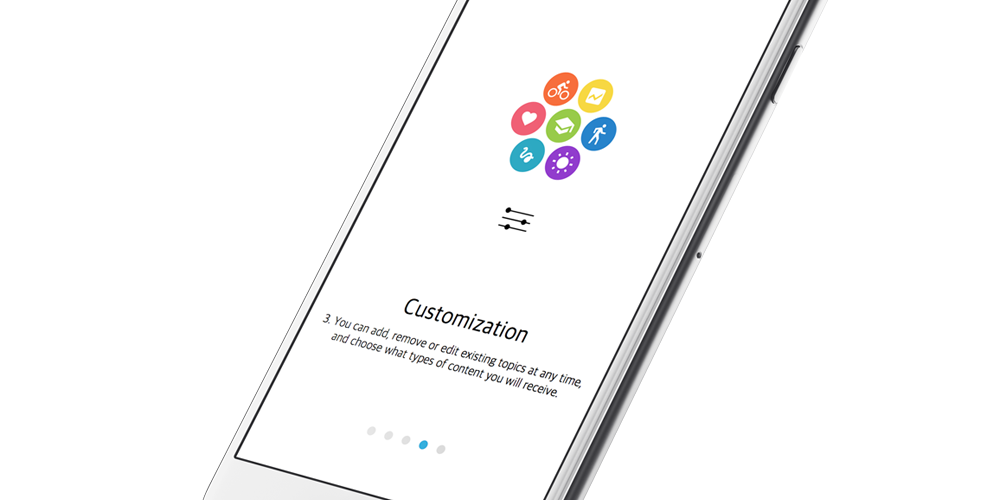 Customization
3. You can add, remove or edit existing topics at any time,
and choose what types of content you will receive.